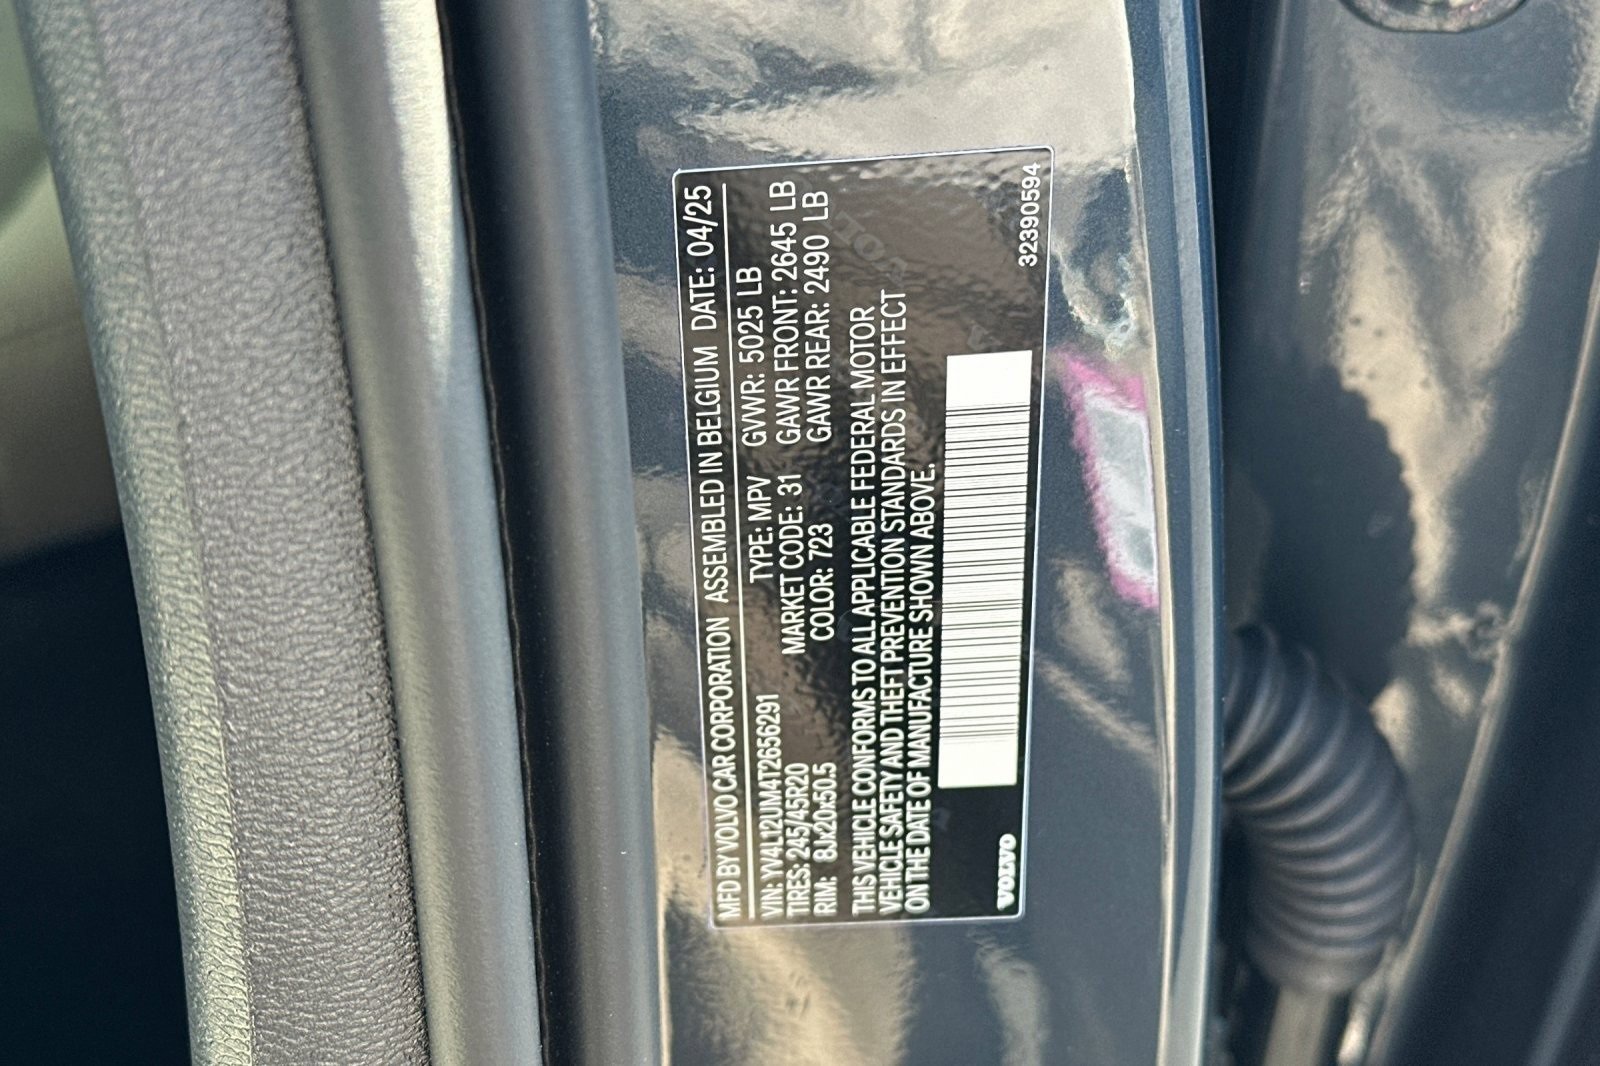 MFD BY VOLVO CAR CORPORATION ASSEMBLED IN BELGIUM DATE: 04/25
VIN: YV4L12UM4T2656291 TYPE: MPV GVWR: 5025 LB
TIRES: 245/45R20 MARKET CODE: 31 GAWR FRONT: 2645 LB
RIM: 8Jx20x50.5 COLOR: 723 GAWR REAR: 2490 LB
THIS VEHICLE CONFORMS TO ALL APPLICABLE FEDERAL MOTOR
VEHICLE SAFETY AND THEFT PREVENTION STANDARDS IN EFFECT
ON THE DATE OF MANUFACTURE SHOWN ABOVE.
VOLVO 32390594